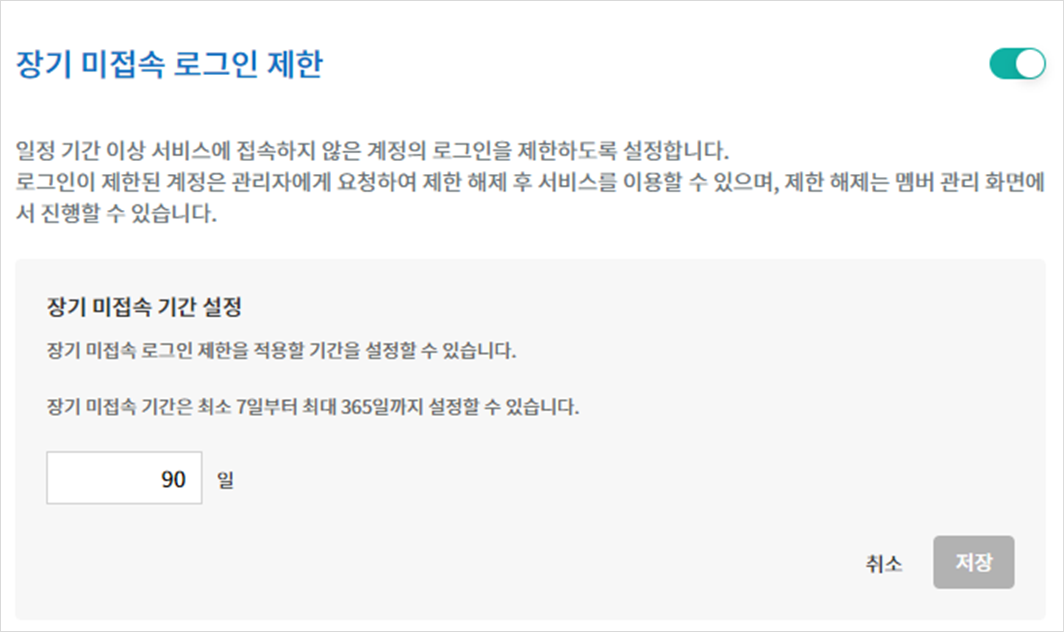 장기 미접속 로그인 제한
일정 기간 이상 서비스에 접속하지 않은 계정의 로그인을 제한하도록 설정합니다.
로그인이 제한된 계정은 관리자에게 요청하여 제한 해제 후 서비스를 이용할 수 있으며, 제한 해제는 멤버 관리 화면에
서 진행할 수 있습니다.
장기 미접속 기간 설정
장기 미접속 로그인 제한을 적용할 기간을 설정할 수 있습니다.
장기 미접속 기간은 최소 7일부터 최대 365일까지 설정할 수 있습니다.
90 일
취소 저장